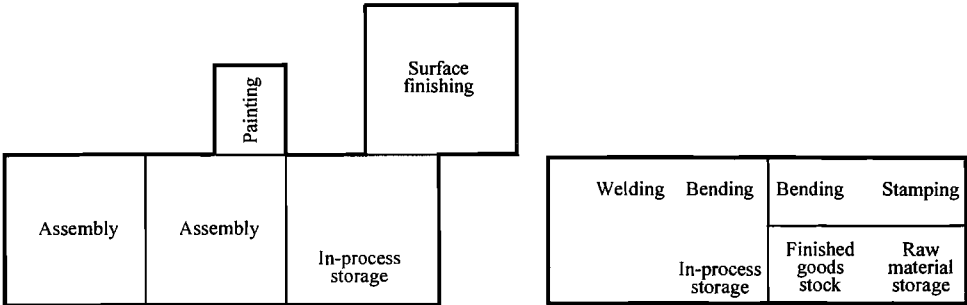 Surface
finishing
Painting
Assembly
Assembly
In-process
storage
Welding
Bending
Bending
Stamping
In-process
storage
Finished
goods
stock
Raw
material
storage